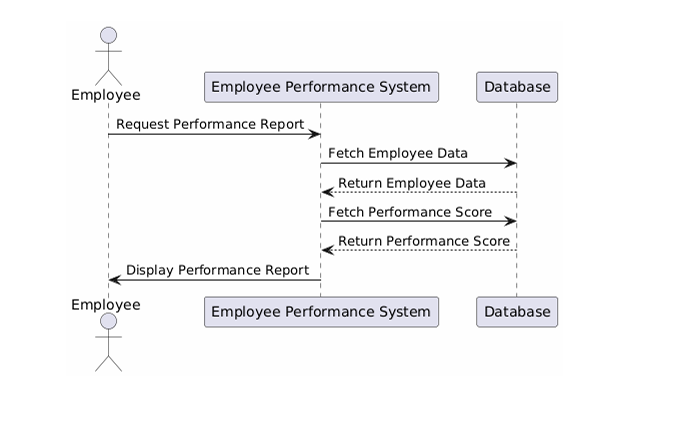 Employee
Employee Performance System
Database
Request Performance Report
Fetch Employee Data
Return Employee Data
Fetch Performance Score
Return Performance Score
Display Performance Report
Employee
Employee Performance System
Database